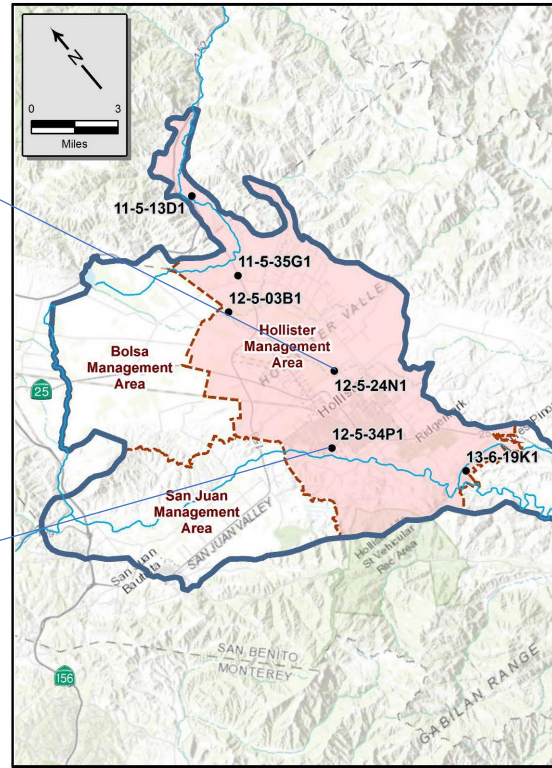 N
0 3
Miles
152
11-5-13D1
11-5-35G1
12-5-03B1
Hollister
Management
Area
Bolsa
Management
Area
25
12-5-24N1
Hollister
Ridgemark
12-5-34P1
13-6-19K1
San Juan
Management
Area
SAN JUAN VALLEY
San Juan
Bautista
SAN BENITO
MONTEREY
156
GABILAN RANGE